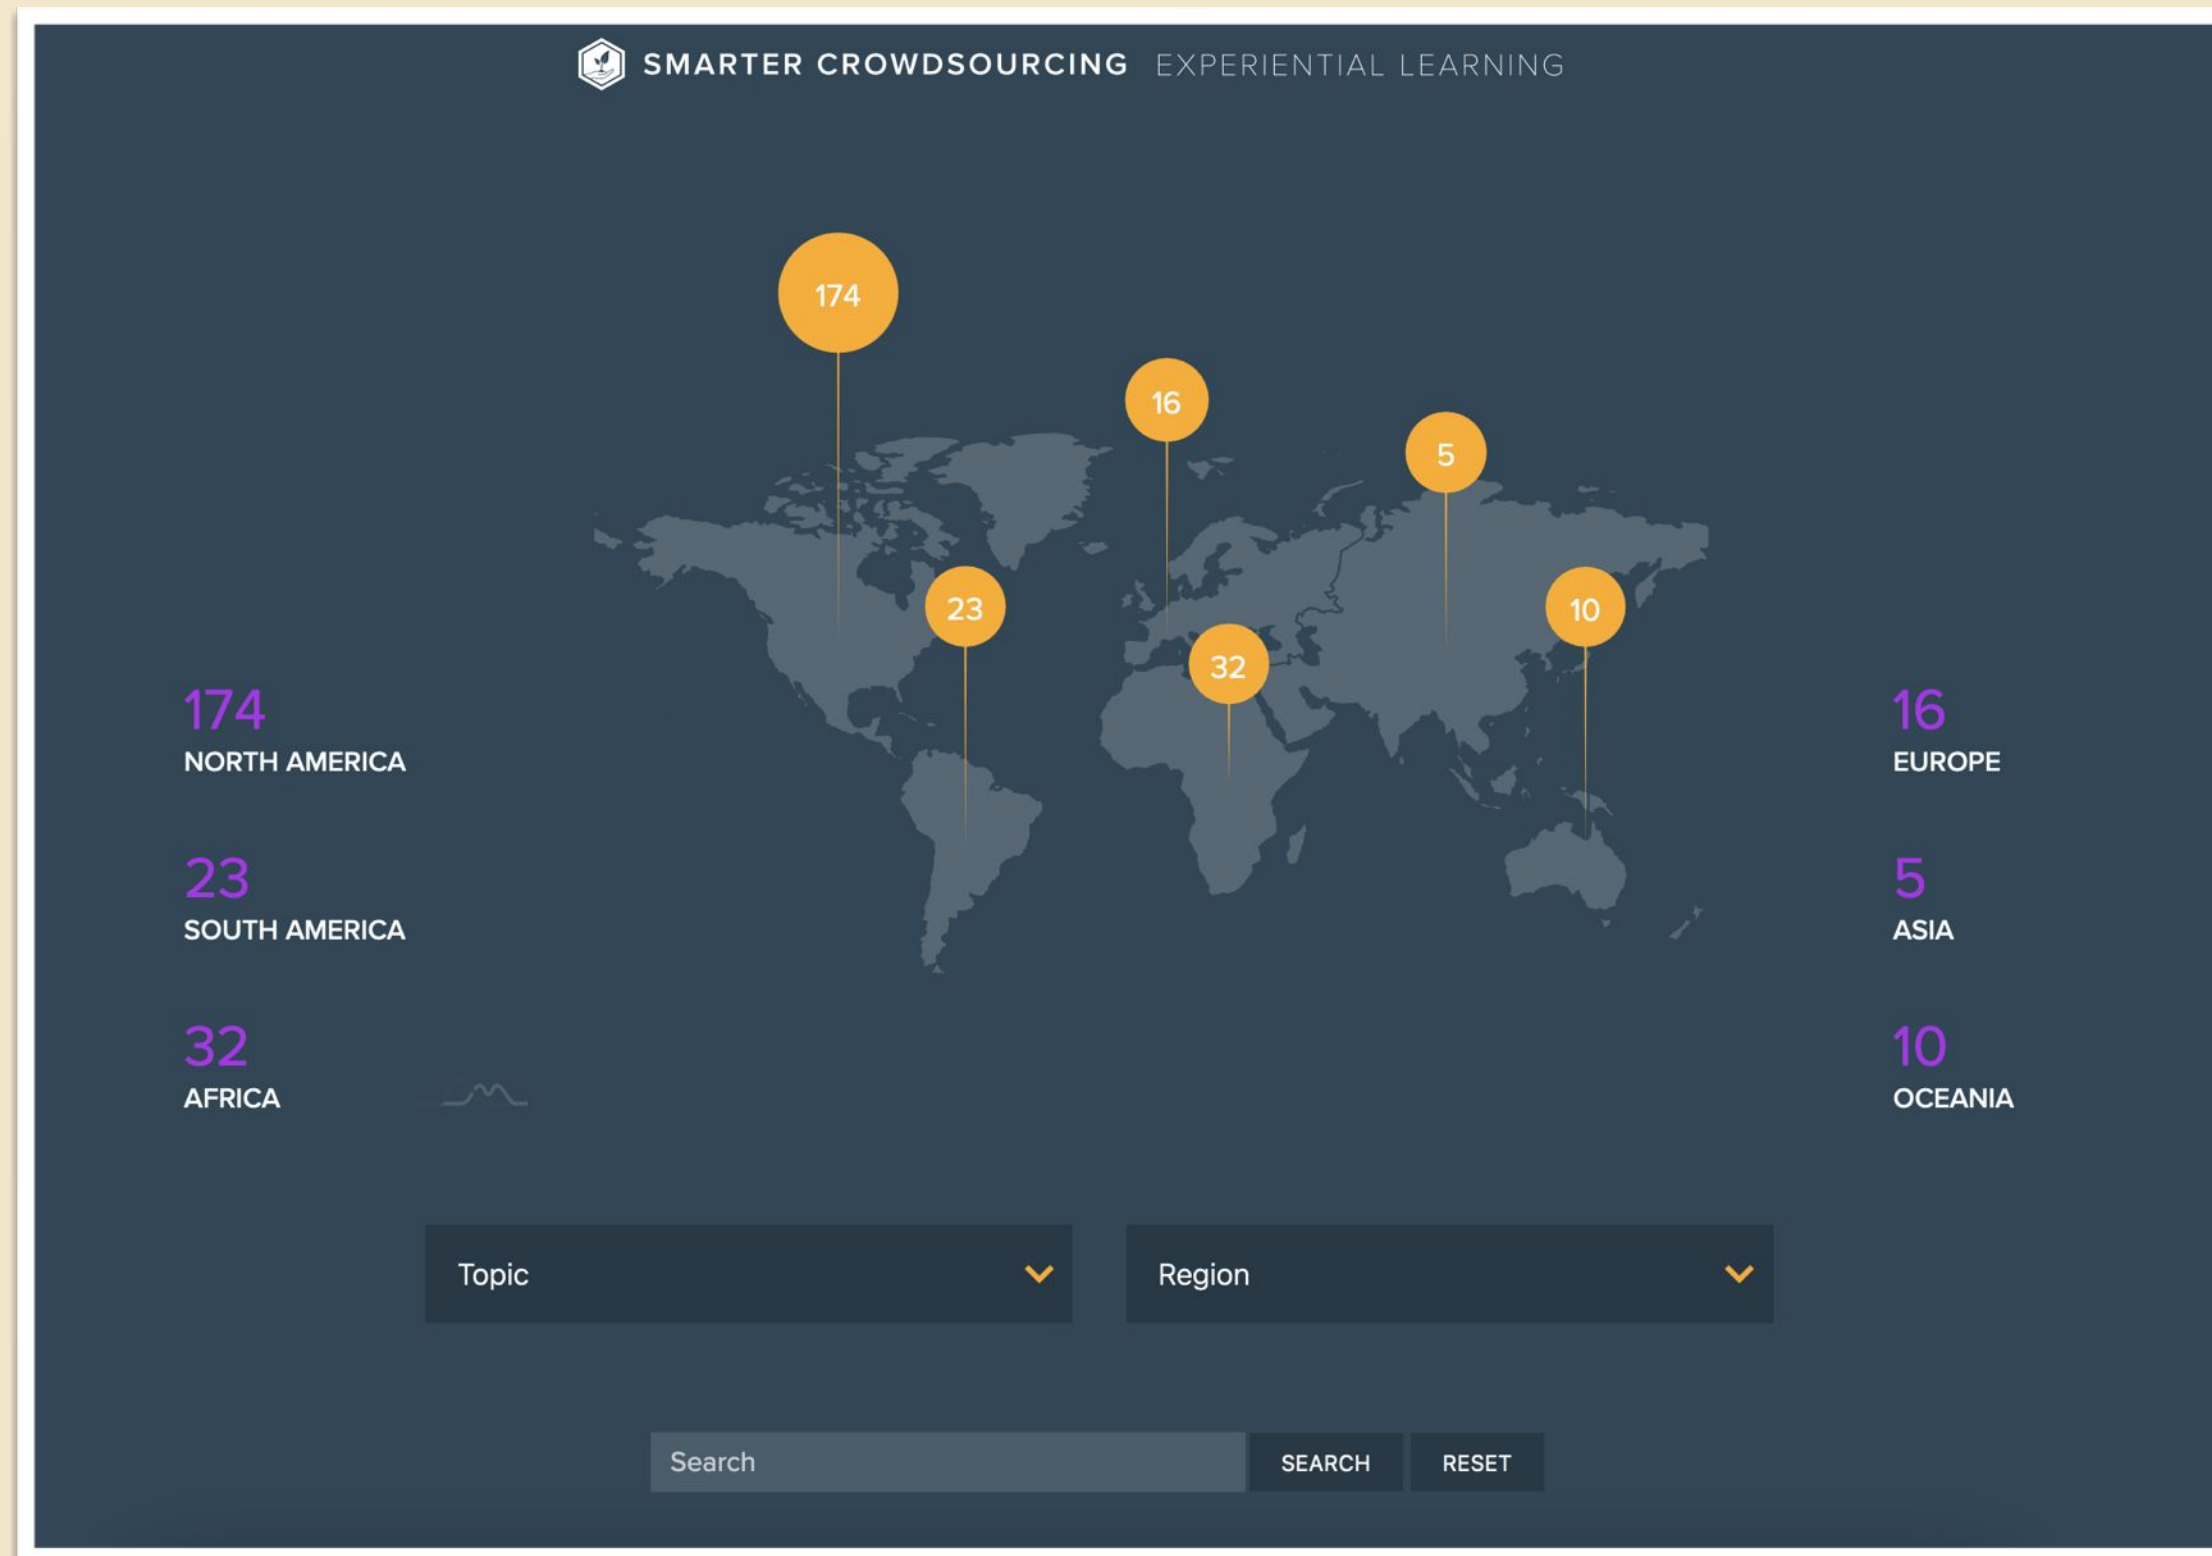 SMARTER CROWDSOURCING EXPERIENTIAL LEARNING
174
16
5
23
10
32
174
NORTH AMERICA
23
SOUTH AMERICA
32
AFRICA
16
EUROPE
5
ASIA
10
OCEANIA
Topic
Region
Search
SEARCH
RESET